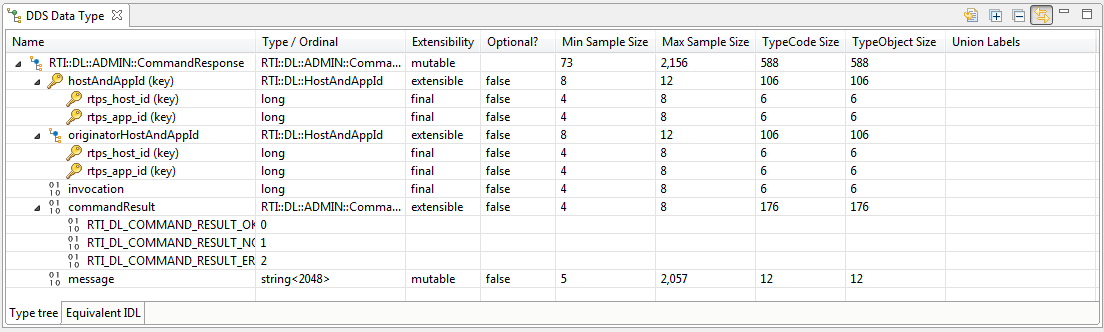 DDS Data Type
Name Type / Ordinal Extensibility Optional? Min Sample Size Max Sample Size TypeCode Size TypeObject Size Union Labels
RTI::DL::ADMIN::CommandResponse RTI::DL::ADMIN::Comma... mutable 73 2,156 588 588
hostAndAppId (key) RTI::DL::HostAndAppId extensible false 8 12 106 106
rtps_host_id (key) long final false 4 8 6 6
rtps_app_id (key) long final false 4 8 6 6
originatorHostAndAppId RTI::DL::HostAndAppId extensible false 8 12 106 106
rtps_host_id (key) long final false 4 8 6 6
rtps_app_id (key) long final false 4 8 6 6
invocation long final false 4 8 6 6
commandResult RTI::DL::ADMIN::Comma... extensible false 4 8 176 176
RTI_DL_COMMAND_RESULT_OK 0
RTI_DL_COMMAND_RESULT_NO 1
RTI_DL_COMMAND_RESULT_ER 2
message string<2048> mutable false 5 2,057 12 12
Type tree Equivalent IDL